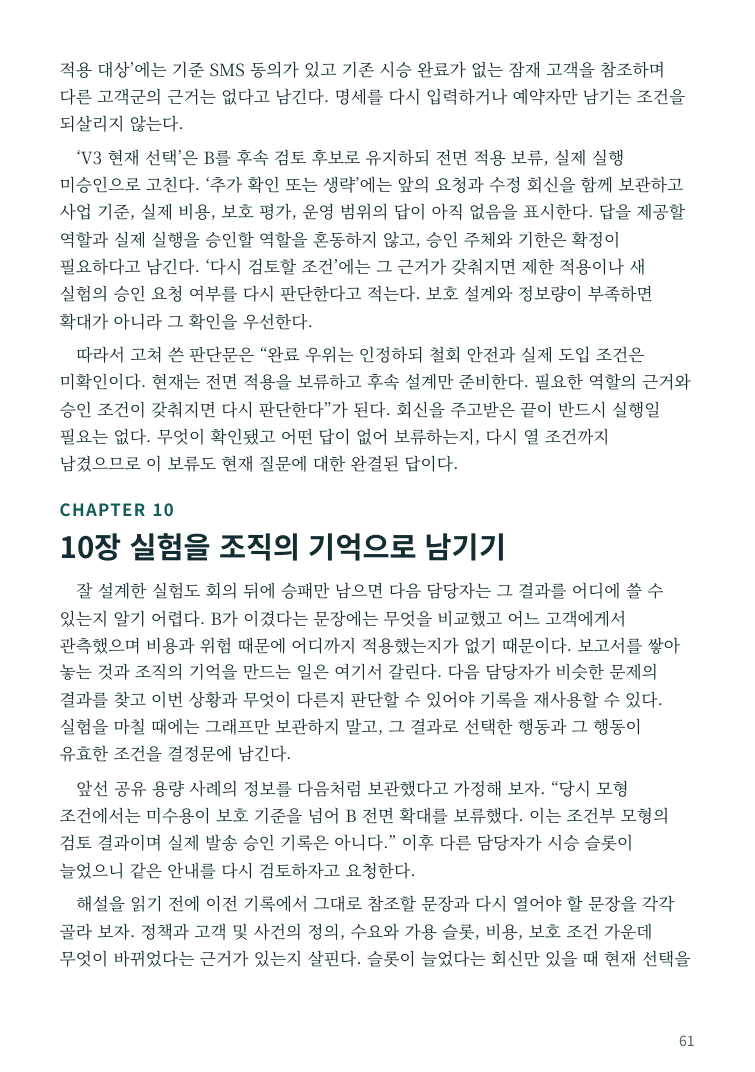 적용 대상’에는 기준 SMS 동의가 있고 기존 시승 완료가 없는 잠재 고객을 참조하며
다른 고객군의 근거는 없다고 남긴다. 명세를 다시 입력하거나 예약자만 남기는 조건을
되살리지 않는다.
‘V3 현재 선택’은 B를 후속 검토 후보로 유지하되 전면 적용 보류, 실제 실행
미승인으로 고친다. ‘추가 확인 또는 생략’에는 앞의 요청과 수정 회신을 함께 보관하고
사업 기준, 실제 비용, 보호 평가, 운영 범위의 답이 아직 없음을 표시한다. 답을 제공할
역할과 실제 실행을 승인할 역할을 혼동하지 않고, 승인 주체와 기한은 확정이
필요하다고 남긴다. ‘다시 검토할 조건’에는 그 근거가 갖춰지면 제한 적용이나 새
실험의 승인 요청 여부를 다시 판단한다고 적는다. 보호 설계와 정보량이 부족하면
확대가 아니라 그 확인을 우선한다.
따라서 고쳐 쓴 판단문은 “완료 우위는 인정하되 철회 안전과 실제 도입 조건은
미확인이다. 현재는 전면 적용을 보류하고 후속 설계만 준비한다. 필요한 역할의 근거와
승인 조건이 갖춰지면 다시 판단한다”가 된다. 회신을 주고받은 끝이 반드시 실행일
필요는 없다. 무엇이 확인됐고 어떤 답이 없어 보류하는지, 다시 열 조건까지
남겼으므로 이 보류도 현재 질문에 대한 완결된 답이다.
CHAPTER 10
10장 실험을 조직의 기억으로 남기기
잘 설계한 실험도 회의 뒤에 승패만 남으면 다음 담당자는 그 결과를 어디에 쓸 수
있는지 알기 어렵다. B가 이겼다는 문장에는 무엇을 비교했고 어느 고객에게서
관측했으며 비용과 위험 때문에 어디까지 적용했는지가 없기 때문이다. 보고서를 쌓아
놓는 것과 조직의 기억을 만드는 일은 여기서 갈린다. 다음 담당자가 비슷한 문제의
결과를 찾고 이번 상황과 무엇이 다른지 판단할 수 있어야 기록을 재사용할 수 있다.
실험을 마칠 때에는 그래프만 보관하지 말고, 그 결과로 선택한 행동과 그 행동이
유효한 조건을 결정문에 남긴다.
앞선 공유 용량 사례의 정보를 다음처럼 보관했다고 가정해 보자. “당시 모형
조건에서는 미수용이 보호 기준을 넘어 B 전면 확대를 보류했다. 이는 조건부 모형의
검토 결과이며 실제 발송 승인 기록은 아니다.” 이후 다른 담당자가 시승 슬롯이
늘었으니 같은 안내를 다시 검토하자고 요청한다.
해설을 읽기 전에 이전 기록에서 그대로 참조할 문장과 다시 열어야 할 문장을 각각
골라 보자. 정책과 고객 및 사건의 정의, 수요와 가용 슬롯, 비용, 보호 조건 가운데
무엇이 바뀌었다는 근거가 있는지 살핀다. 슬롯이 늘었다는 회신만 있을 때 현재 선택을
61